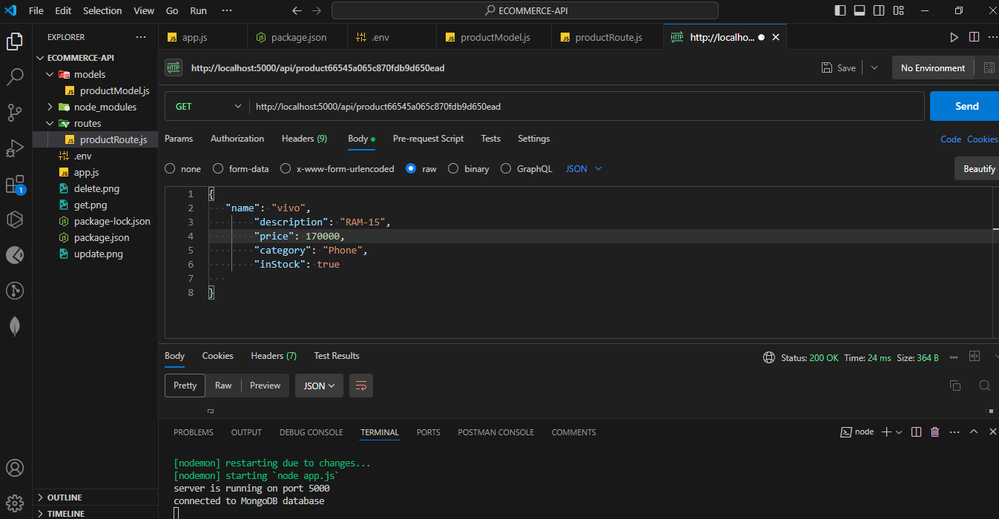 File Edit Selection View Go Run ··· ECOMMERCE-API
EXPLORER ···
ECOMMERCE-API
models
productModel.js
node_modules
routes
productRoute.js
.env
app.js
delete.png
get.png
package-lock.json
package.json
update.png
OUTLINE
TIMELINE
1
app.js package.json .env productModel.js productRoute.js http://localho...
http://localhost:5000/api/product66545a065c870fdb9d650ead Save No Environment
GET http://localhost:5000/api/product66545a065c870fdb9d650ead Send
Params Authorization Headers (9) Body Pre-request Script Tests Settings Code Cookies
none form-data x-www-form-urlencoded raw binary GraphQL JSON Beautify
1 {
2 "name": "vivo",
3 "description": "RAM-15",
4 "price": 170000,
5 "category": "Phone",
6 "inStock": true
7
8 }
Body Cookies Headers (7) Test Results Status: 200 OK Time: 24 ms Size: 364 B
Pretty Raw Preview JSON
PROBLEMS OUTPUT DEBUG CONSOLE TERMINAL PORTS POSTMAN CONSOLE COMMENTS node
[nodemon] restarting due to changes...
[nodemon] starting `node app.js`
server is running on port 5000
connected to MongoDB database